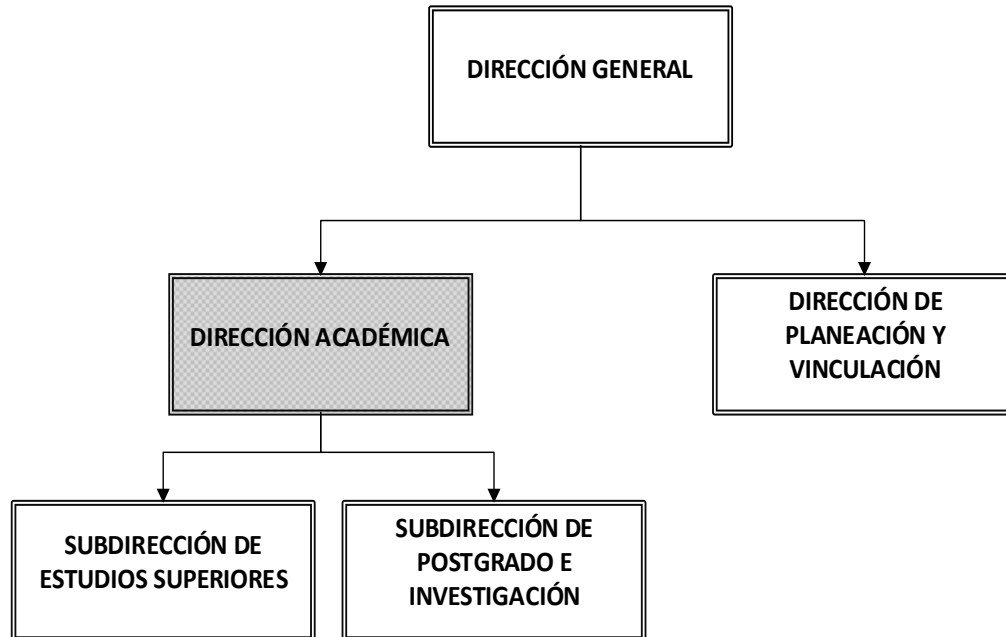 DIRECCIÓN GENERAL
DIRECCIÓN ACADÉMICA
DIRECCIÓN DE
PLANEACIÓN Y
VINCULACIÓN
SUBDIRECCIÓN DE
ESTUDIOS SUPERIORES
SUBDIRECCIÓN DE
POSTGRADO E
INVESTIGACIÓN